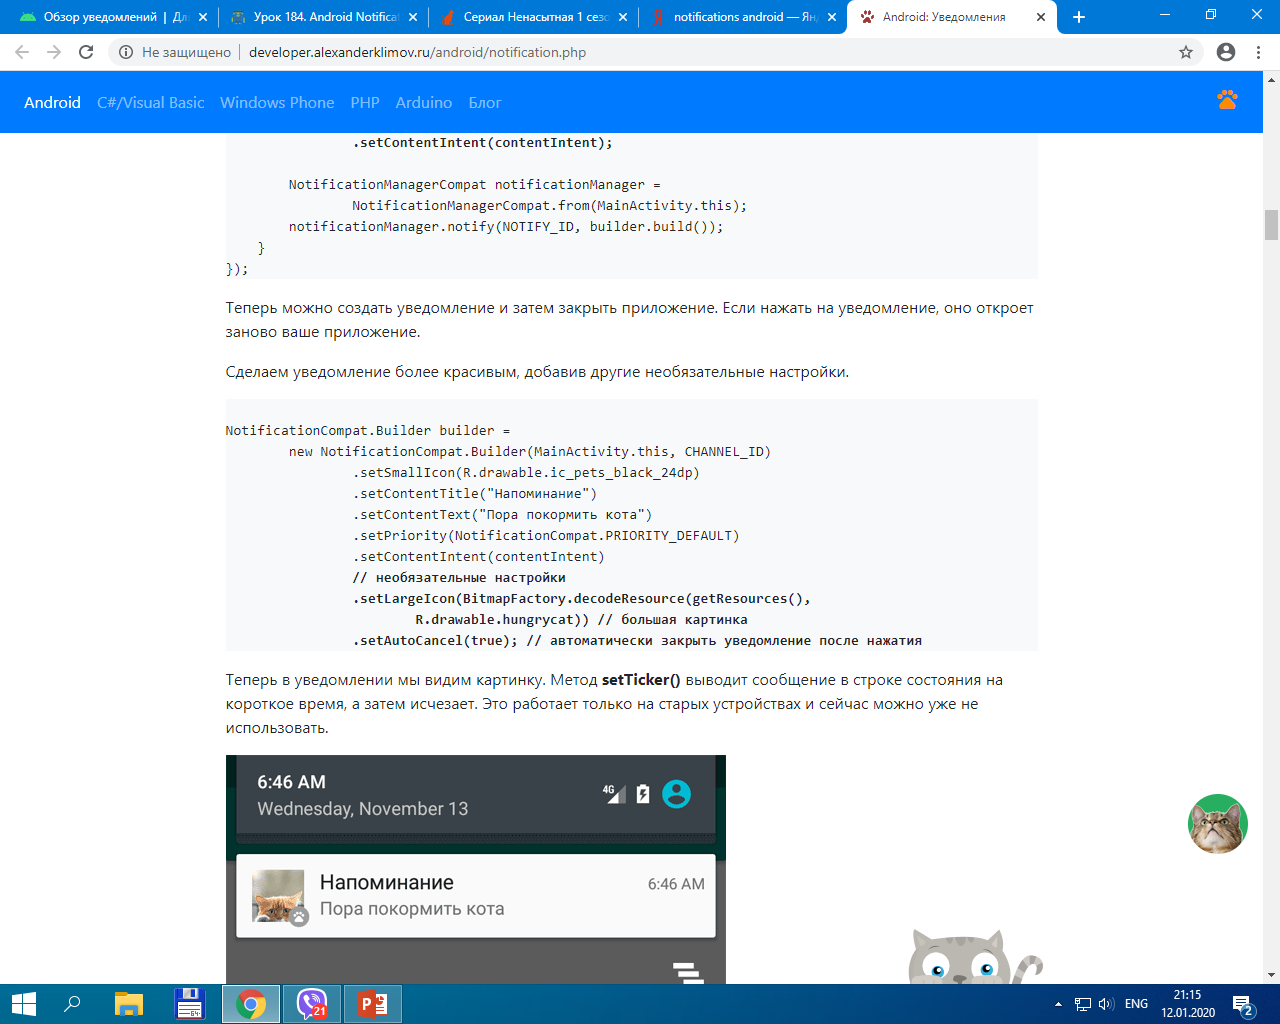 Обзор уведомлений | Дл
Урок 184. Android Notificat
Сериал Ненасытная 1 сезо
notifications android — Ян
Android: Уведомления
Не защищено
developer.alexanderklimov.ru/android/notification.php
Android C#/Visual Basic Windows Phone PHP Arduino Блог
.setContentIntent(contentIntent);
NotificationManagerCompat notificationManager =
NotificationManagerCompat.from(MainActivity.this);
notificationManager.notify(NOTIFY_ID, builder.build());
}
});
Теперь можно создать уведомление и затем закрыть приложение. Если нажать на уведомление, оно откроет
заново ваше приложение.
Сделаем уведомление более красивым, добавив другие необязательные настройки.
NotificationCompat.Builder builder =
new NotificationCompat.Builder(MainActivity.this, CHANNEL_ID)
.setSmallIcon(R.drawable.ic_pets_black_24dp)
.setContentTitle("Напоминание")
.setContentText("Пора покормить кота")
.setPriority(NotificationCompat.PRIORITY_DEFAULT)
.setContentIntent(contentIntent)
// необязательные настройки
.setLargeIcon(BitmapFactory.decodeResource(getResources(),
R.drawable.hungrycat)) // большая картинка
.setAutoCancel(true); // автоматически закрыть уведомление после нажатия
Теперь в уведомлении мы видим картинку. Метод setTicker() выводит сообщение в строке состояния на
короткое время, а затем исчезает. Это работает только на старых устройствах и сейчас можно уже не
использовать.
6:46 AM
4G
Wednesday, November 13
Напоминание
6:46 AM
Пора покормить кота
64
21
ENG
21:15
12.01.2020
2